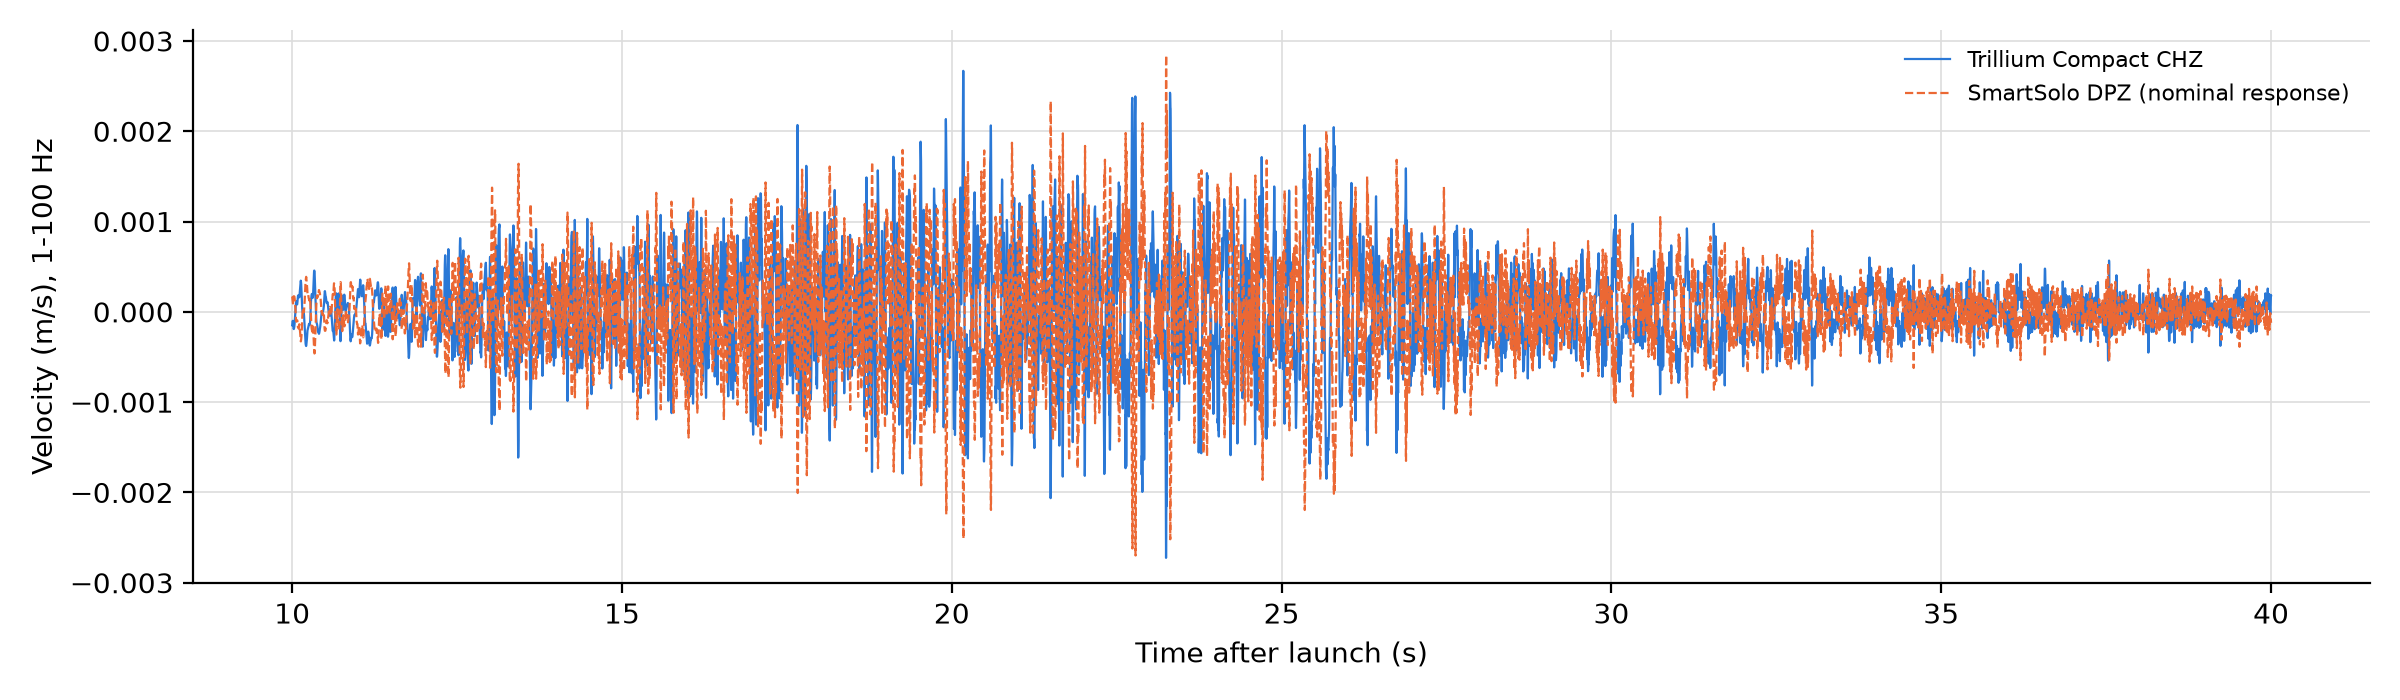 Velocity (m/s), 1-100 Hz
0.003
0.002
0.001
0.000
−0.001
−0.002
−0.003
Trillium Compact CHZ
SmartSolo DPZ (nominal response)
10 15 20 25 30 35 40
Time after launch (s)